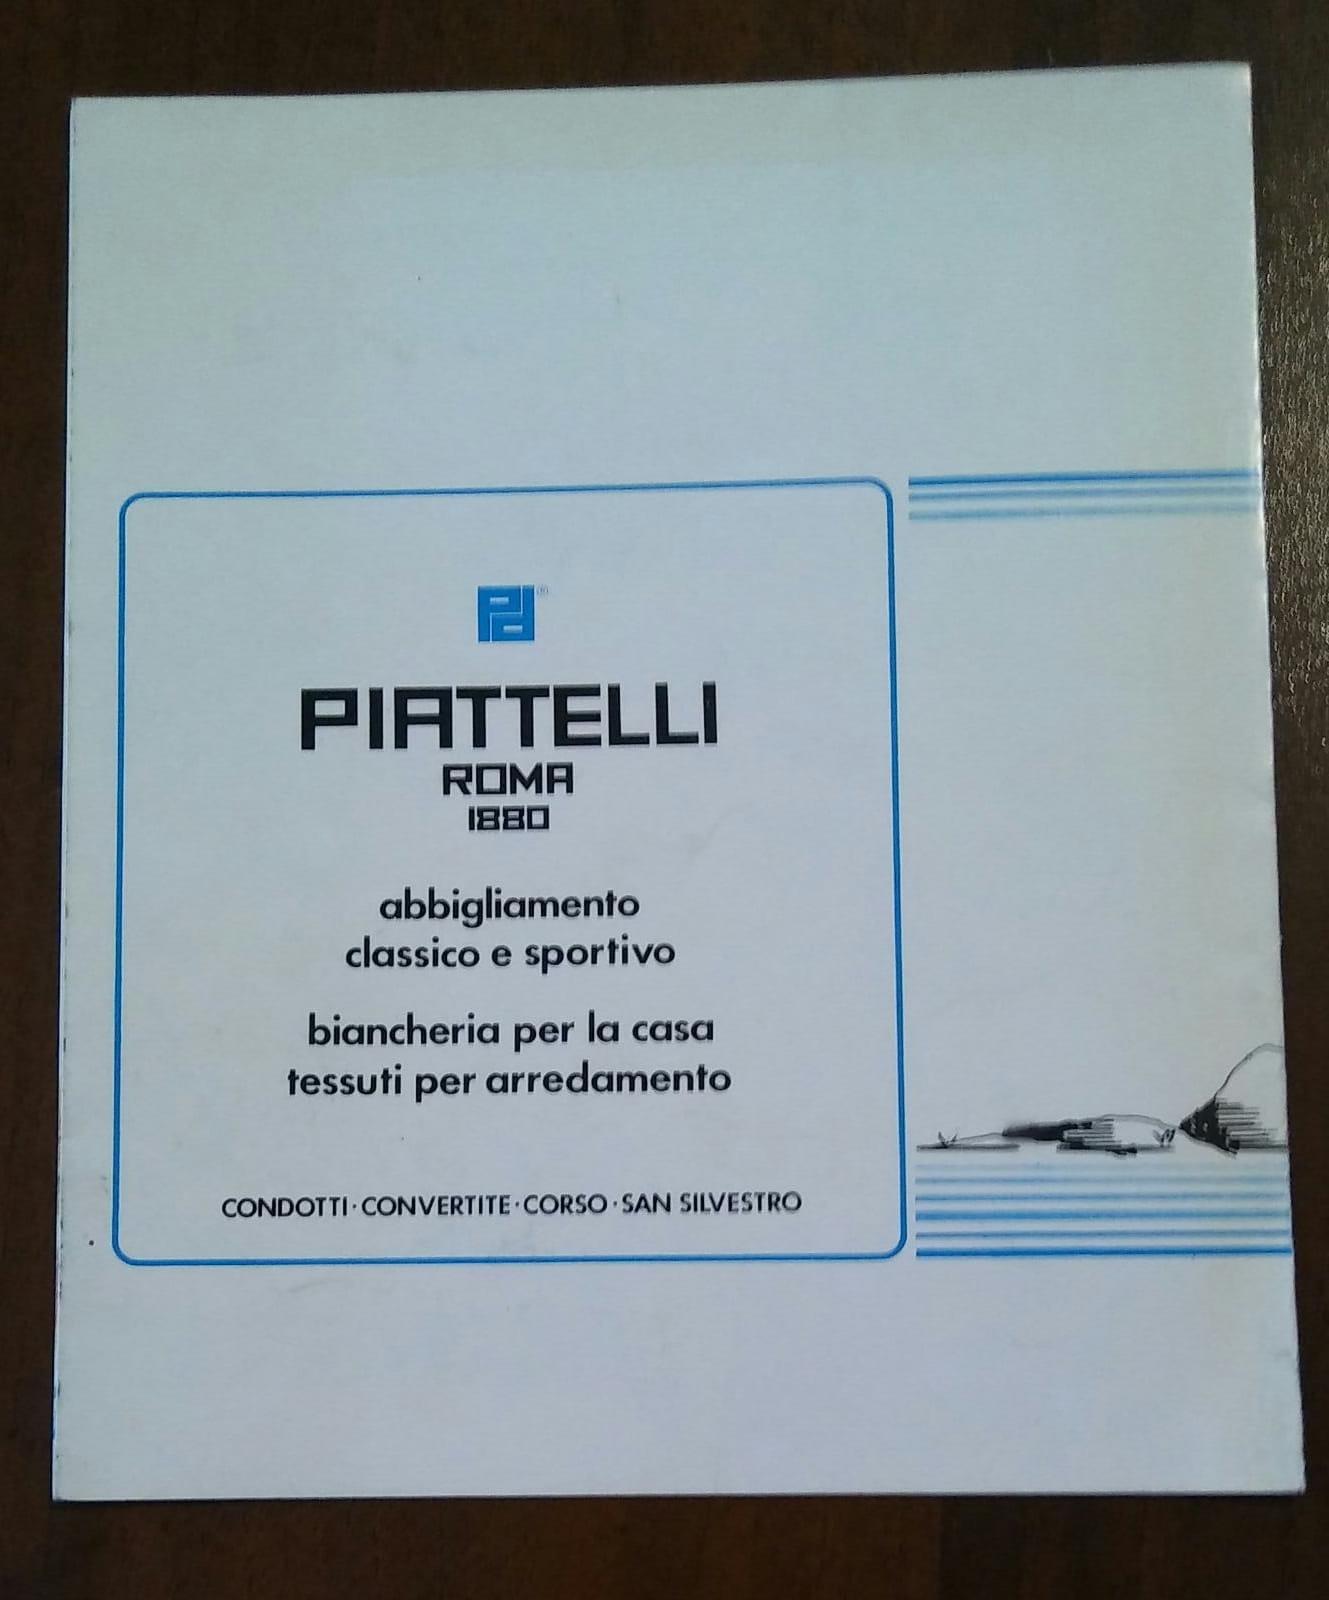 PIATTELLI
ROMA
1880
abbigliamento
classico e sportivo
biancheria per la casa
tessuti per arredamento
CONDOTTI · CONVERTITE · CORSO · SAN SILVESTRO